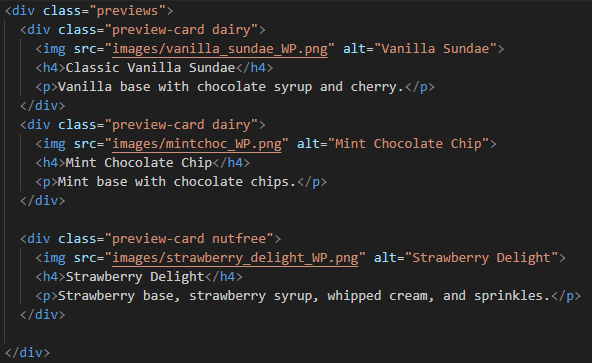 <div class="previews">
<div class="preview-card dairy">
<img src="images/vanilla_sundae_WP.png" alt="Vanilla Sundae">
<h4>Classic Vanilla Sundae</h4>
<p>Vanilla base with chocolate syrup and cherry.</p>
</div>
<div class="preview-card dairy">
<img src="images/mintchoc_WP.png" alt="Mint Chocolate Chip">
<h4>Mint Chocolate Chip</h4>
<p>Mint base with chocolate chips.</p>
</div>
<div class="preview-card nutfree">
<img src="images/strawberry_delight_WP.png" alt="Strawberry Delight">
<h4>Strawberry Delight</h4>
<p>Strawberry base, strawberry syrup, whipped cream, and sprinkles.</p>
</div>
</div>